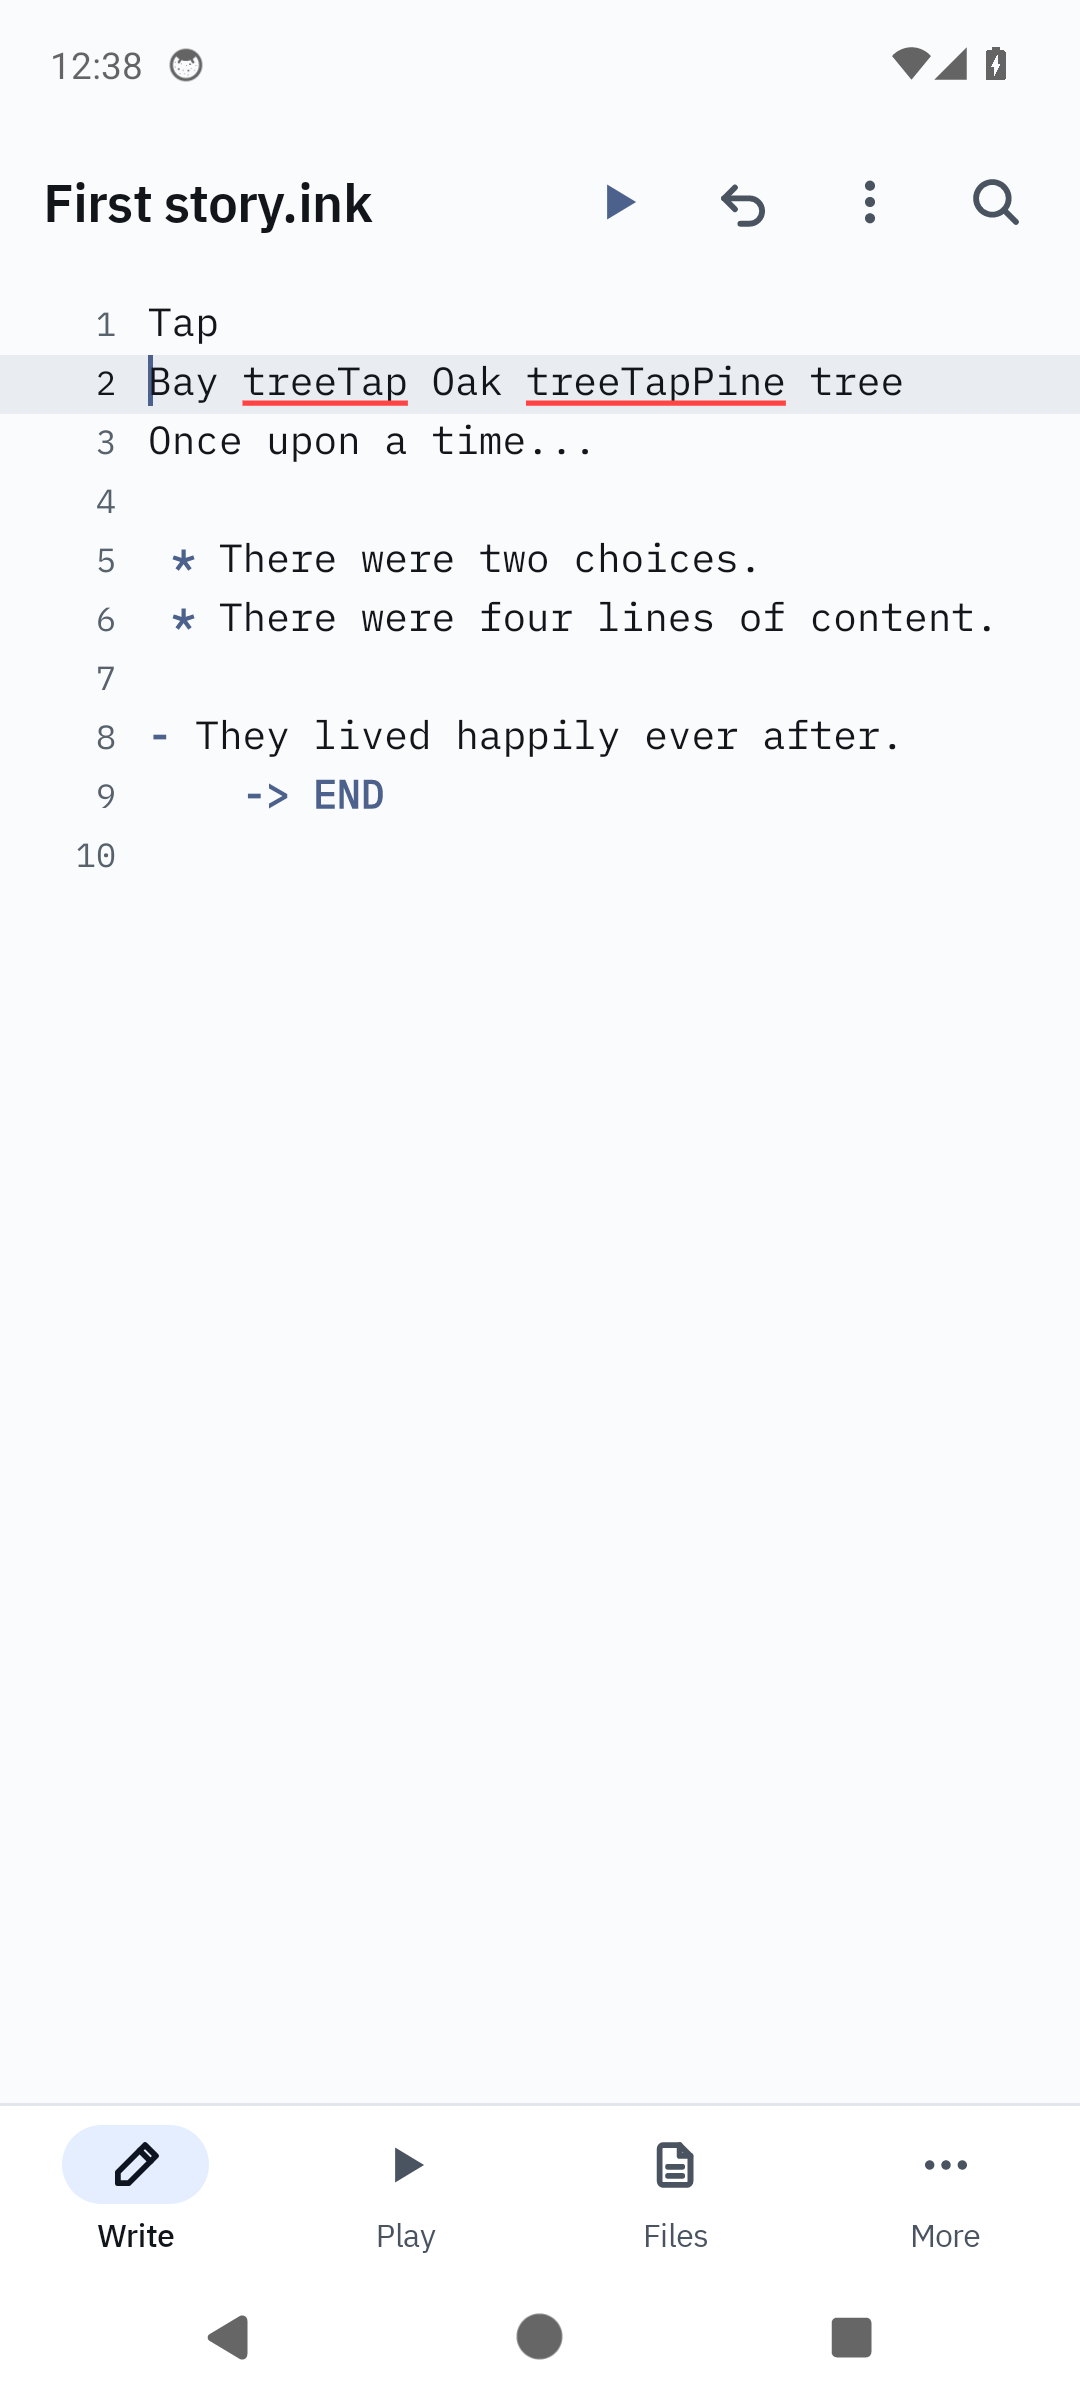 12:38
First story.ink
1 Tap
2 Bay treeTap Oak treeTapPine tree
3 Once upon a time...
4
5 * There were two choices.
6 * There were four lines of content.
7
8 - They lived happily ever after.
9 -> END
10
Write Play Files More